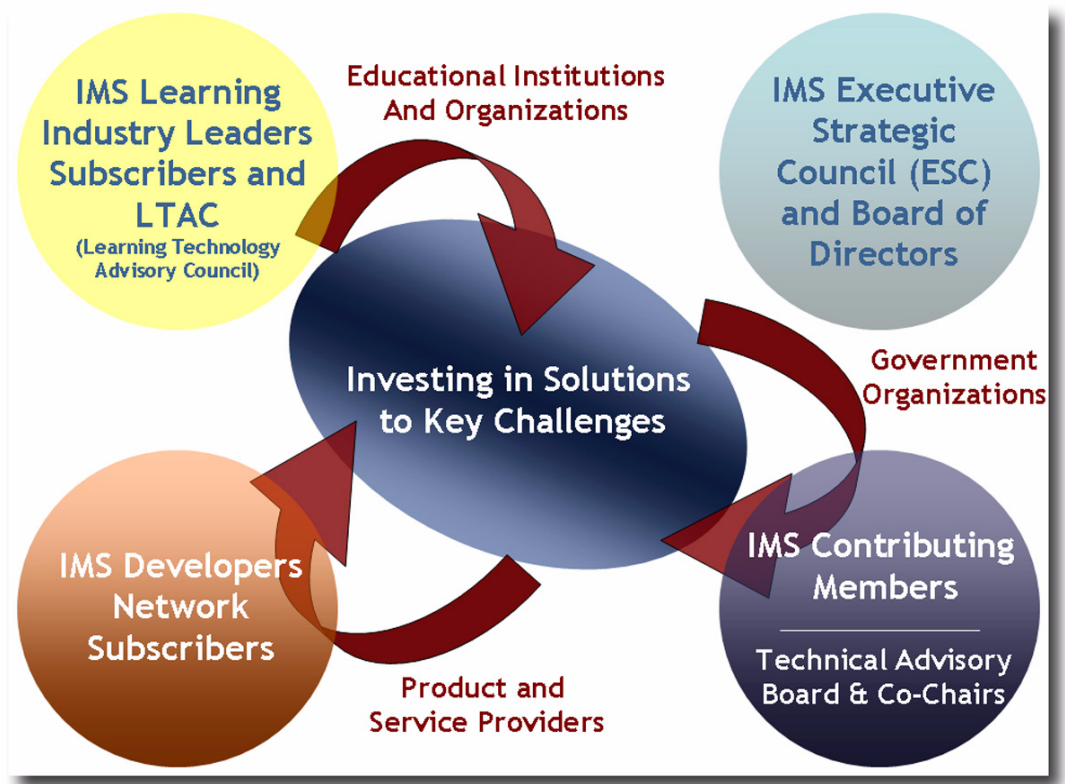 IMS Learning
Industry Leaders
Subscribers and
LTAC
(Learning Technology
Advisory Council)
Educational Institutions
And Organizations
IMS Executive
Strategic
Council (ESC)
and Board of
Directors
Investing in Solutions
to Key Challenges
Government
Organizations
IMS Developers
Network
Subscribers
Product and
Service Providers
IMS Contributing
Members
Technical Advisory
Board & Co-Chairs